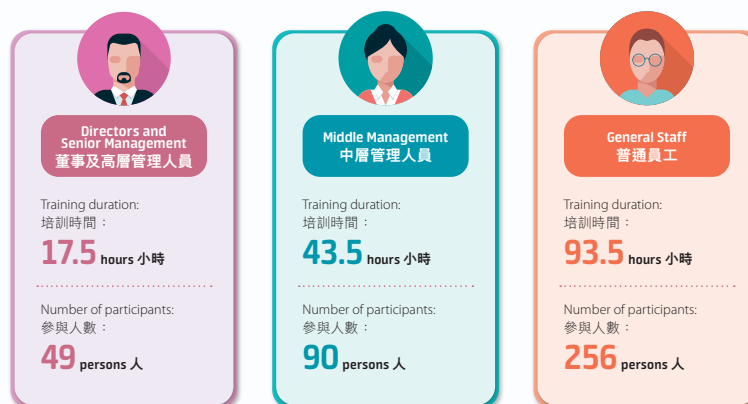 Directors and
Senior Management
董事及高層管理人員
Training duration:
培訓時間：
17.5 hours 小時
Number of participants:
參與人數：
49 persons 人
Middle Management
中層管理人員
Training duration:
培訓時間：
43.5 hours 小時
Number of participants:
參與人數：
90 persons 人
General Staff
普通員工
Training duration:
培訓時間：
93.5 hours 小時
Number of participants:
參與人數：
256 persons 人